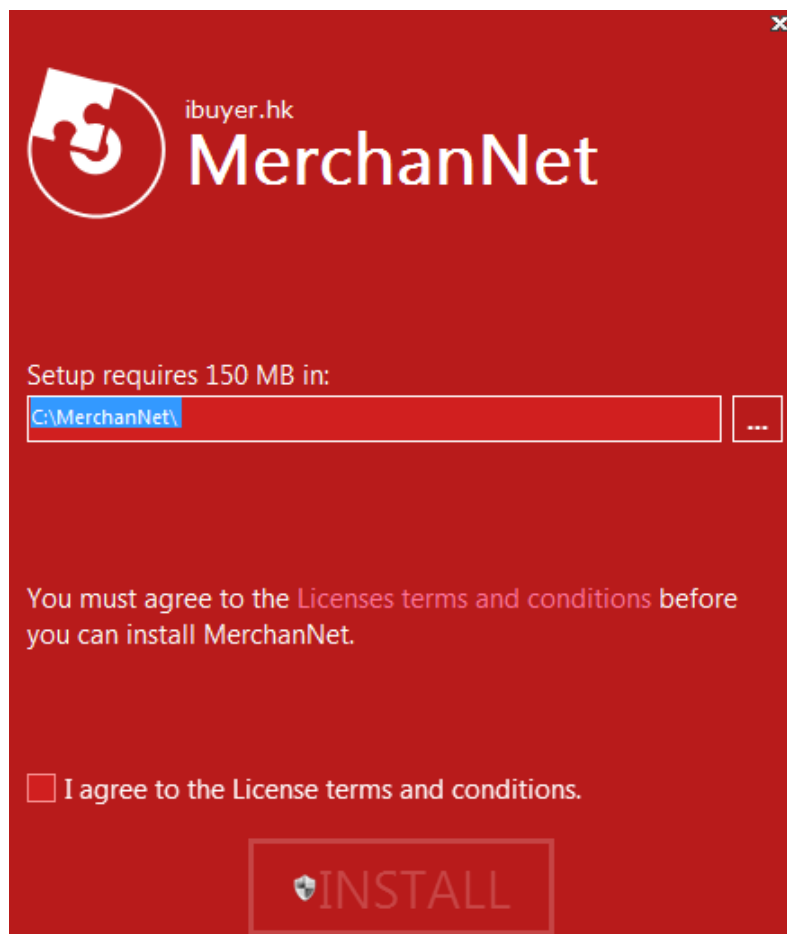 ibuyer.hk
MerchanNet
Setup requires 150 MB in:
C:\MerchanNet\
...
You must agree to the Licenses terms and conditions before
you can install MerchanNet.
I agree to the License terms and conditions.
INSTALL